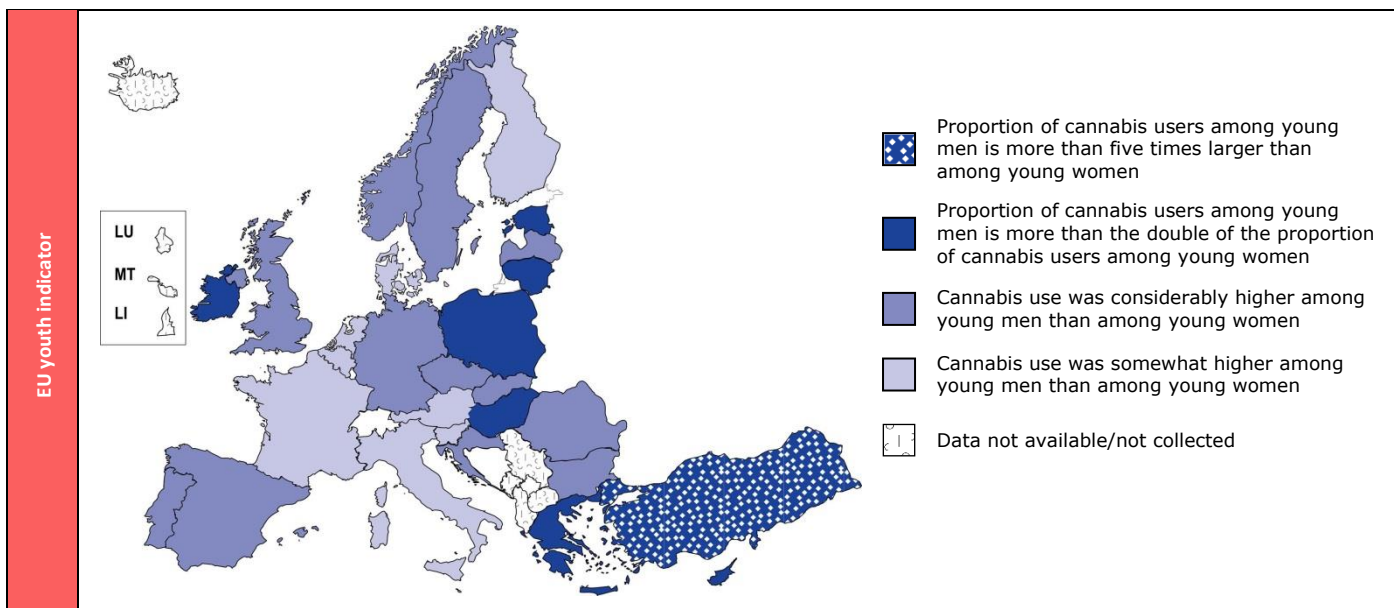 EU youth indicator
LU
MT
LI
Proportion of cannabis users among young
men is more than five times larger than
among young women
Proportion of cannabis users among young
men is more than the double of the proportion
of cannabis users among young women
Cannabis use was considerably higher among
young men than among young women
Cannabis use was somewhat higher among
young men than among young women
Data not available/not collected